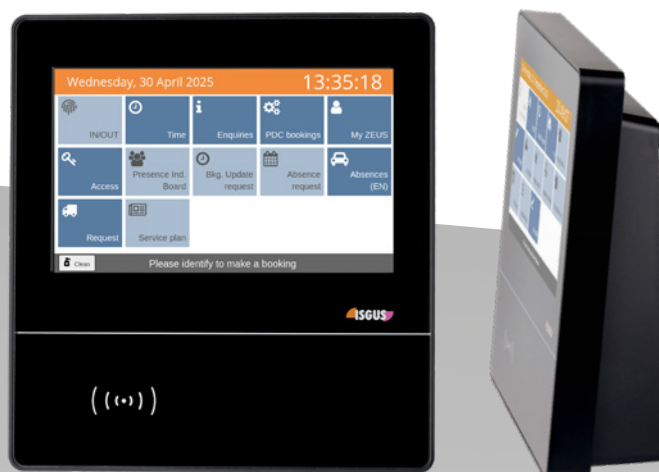 Wednesday, 30 April 2025 13:35:18
IN/OUT
Time
Enquiries
PDC bookings
My ZEUS
Access
Presence Ind.
Board
Bkg. Update
request
Absence
request
Absences
(EN)
Request
Service plan
Clean
Please identify to make a booking
ISGUS